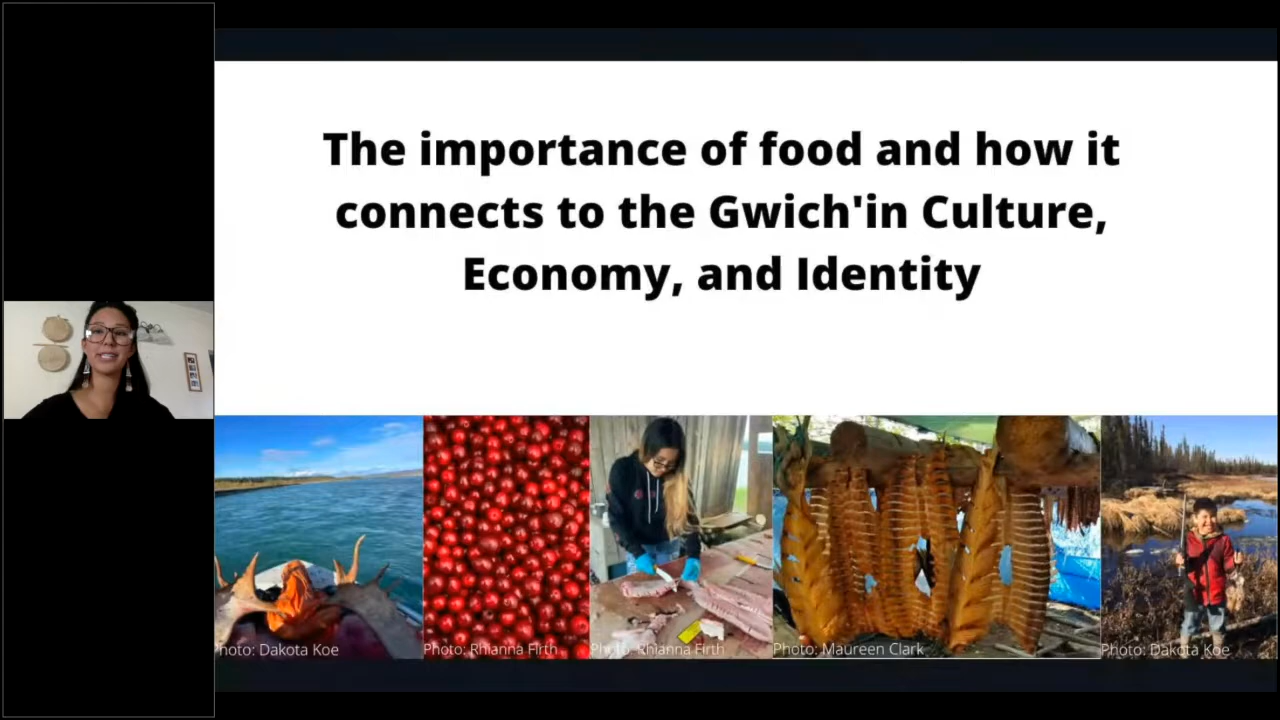 The importance of food and how it
connects to the Gwich'in Culture,
Economy, and Identity
hoto: Dakota Koe
Photo: Rhianna Firth
Photo: Rhianna Firth
Photo: Maureen Clark
Photo: Dakota Koe